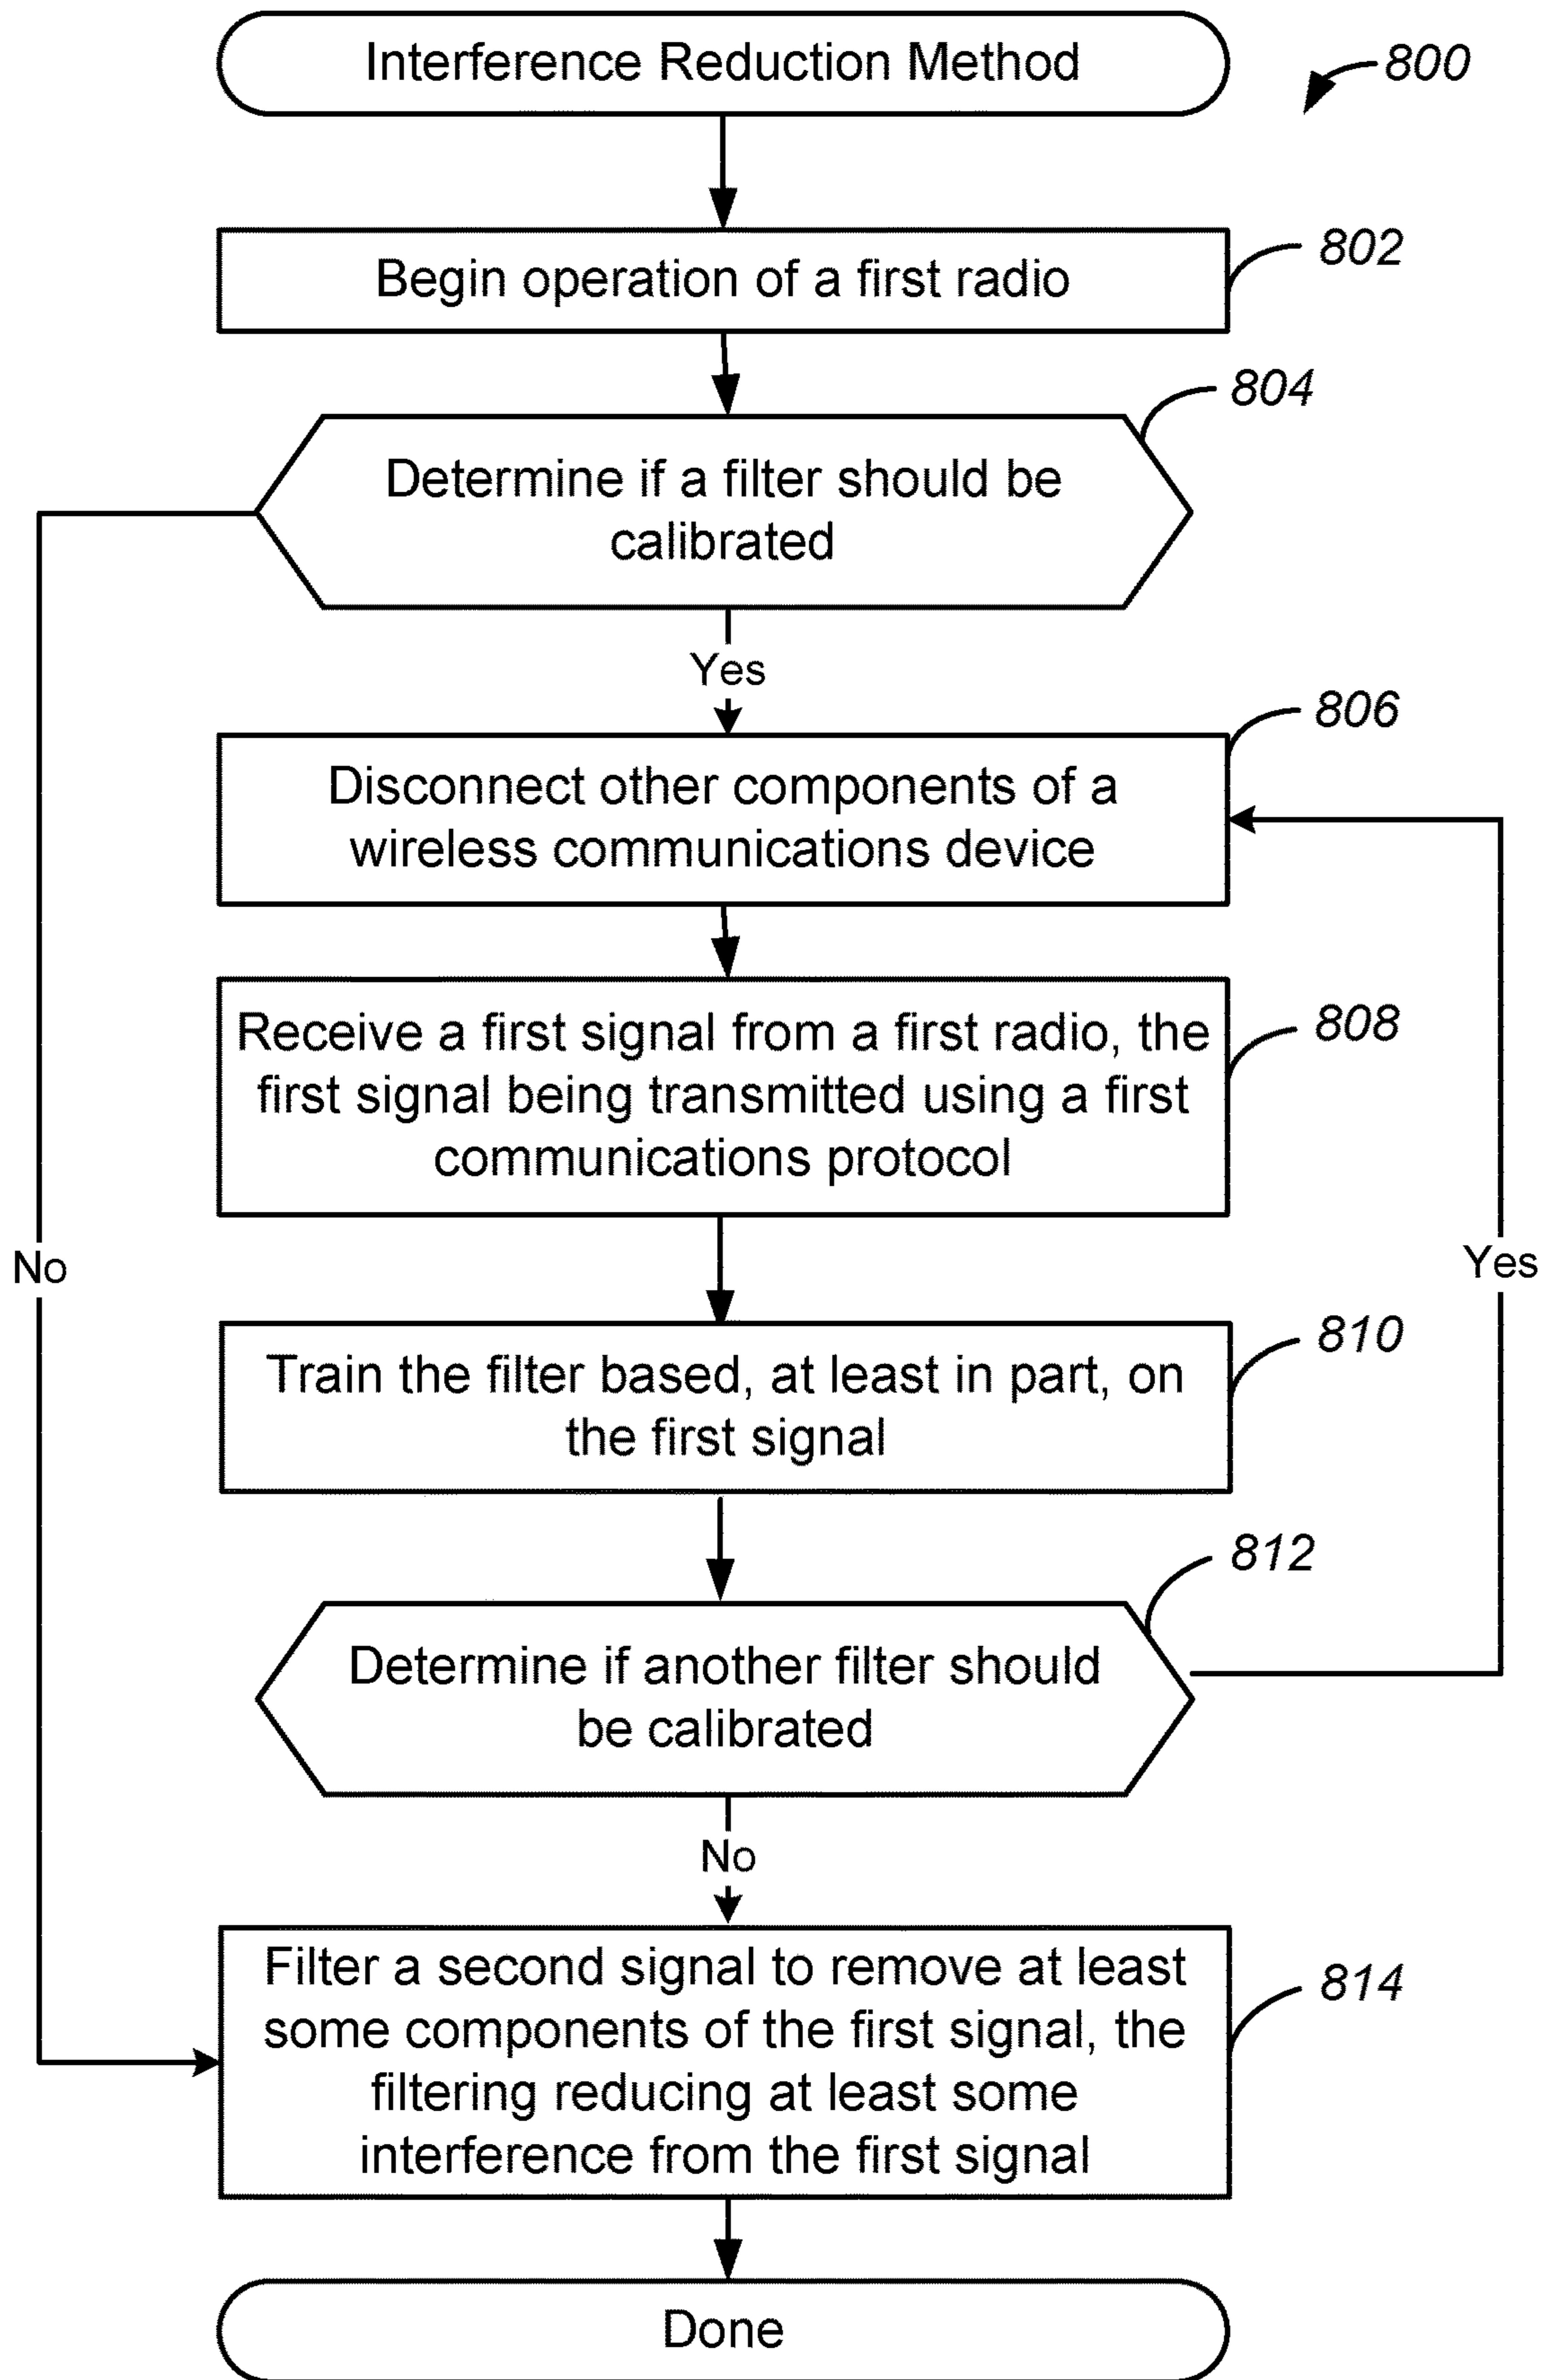 Interference Reduction Method
800
Begin operation of a first radio
802
804
Determine if a filter should be
calibrated
Yes
806
Disconnect other components of a
wireless communications device
Receive a first signal from a first radio, the
first signal being transmitted using a first
communications protocol
808
No
Yes
810
Train the filter based, at least in part, on
the first signal
812
Determine if another filter should
be calibrated
No
Filter a second signal to remove at least
some components of the first signal, the
filtering reducing at least some
interference from the first signal
814
Done